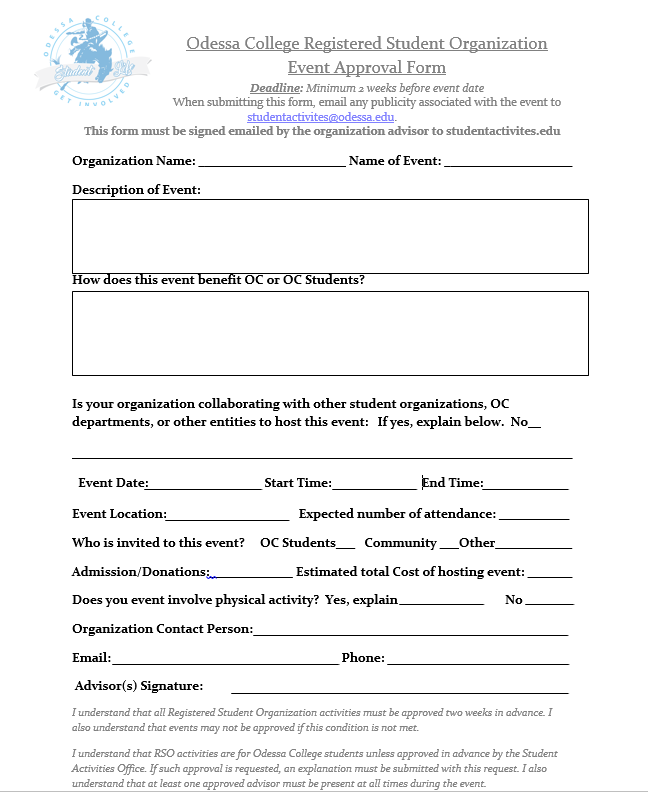 ODESSA COLLEGE
Student Life
GET INVOLVED
Odessa College Registered Student Organization
Event Approval Form
Deadline: Minimum 2 weeks before event date
When submitting this form, email any publicity associated with the event to
studentactivites@odessa.edu.
This form must be signed emailed by the organization advisor to studentactivites.edu
Organization Name: ____________________ Name of Event: __________________
Description of Event:
How does this event benefit OC or OC Students?
Is your organization collaborating with other student organizations, OC
departments, or other entities to host this event: If yes, explain below. No__
Event Date:________________ Start Time:____________ End Time:____________
Event Location:_________________ Expected number of attendance: __________
Who is invited to this event? OC Students___ Community ___Other___________
Admission/Donations:___________ Estimated total Cost of hosting event: ______
Does you event involve physical activity? Yes, explain____________ No _______
Organization Contact Person:____________________________________________
Email:________________________________ Phone: _________________________
Advisor(s) Signature: ______________________________________________
I understand that all Registered Student Organization activities must be approved two weeks in advance. I
also understand that events may not be approved if this condition is not met.
I understand that RSO activities are for Odessa College students unless approved in advance by the Student
Activities Office. If such approval is requested, an explanation must be submitted with this request. I also
understand that at least one approved advisor must be present at all times during the event.